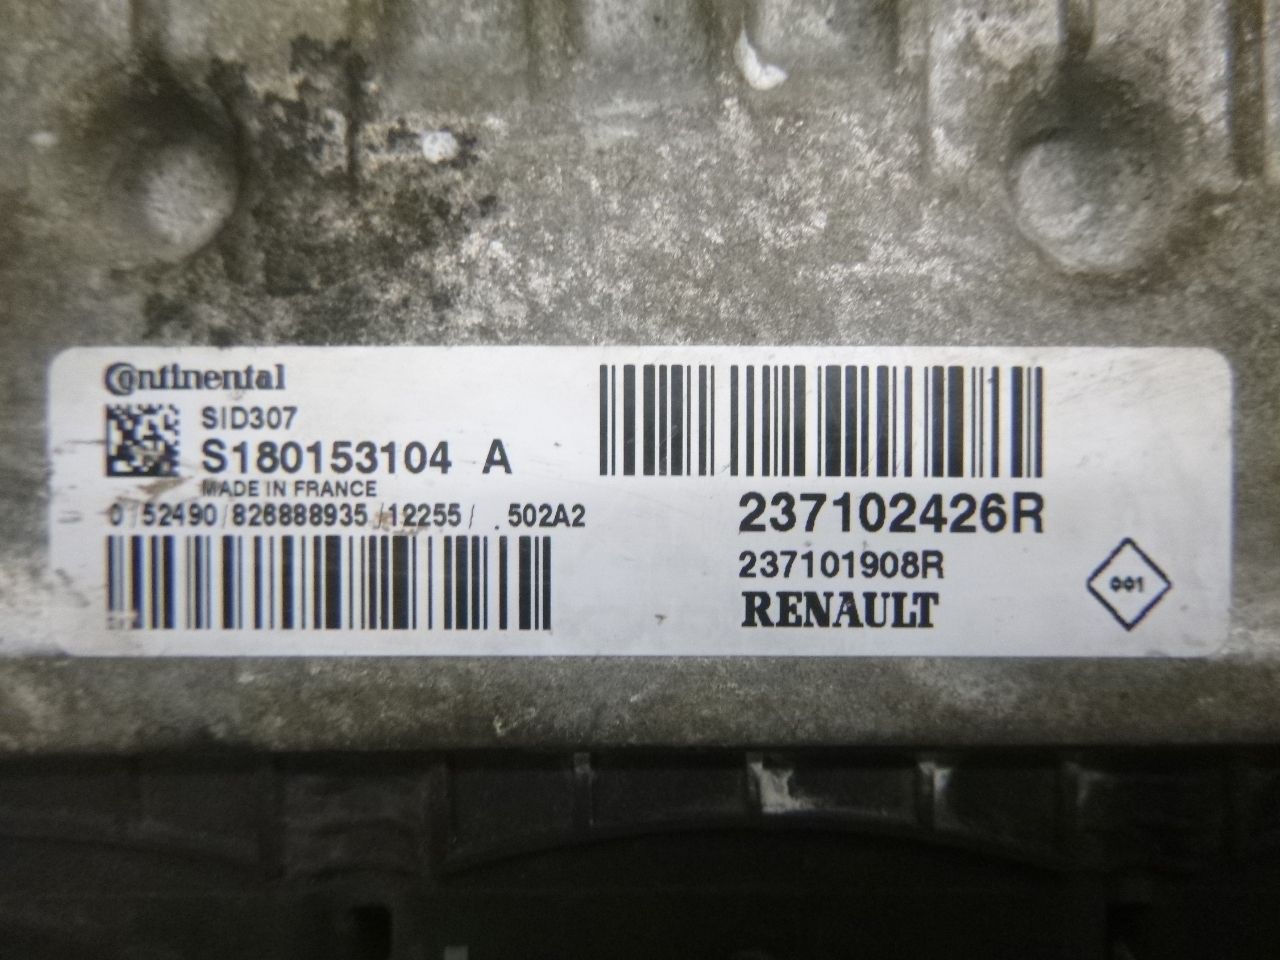 Continental
SID307
S180153104 A
MADE IN FRANCE
0 52490/826888935/12255/ .502A2
237102426R
237101908R
RENAULT
001